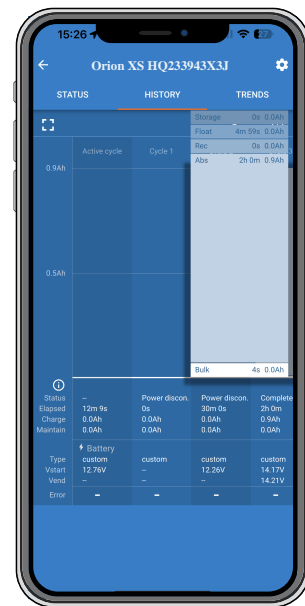 15:26
Orion XS HQ233943X3J
STATUS HISTORY TRENDS
Storage 0s 0.0Ah
Float 4m 59s 0.0Ah
Rec 0s 0.0Ah
Abs 2h 0m 0.9Ah
Active cycle Cycle 1
0.9Ah
0.5Ah
Bulk 4s 0.0Ah
Status -- Power discon. Power discon. Complete
Elapsed 12m 9s 0s 30m 0s 2h 0m
Charge 0.0Ah 0.0Ah 0.0Ah 0.9Ah
Maintain 0.0Ah 0.0Ah 0.0Ah 0.0Ah
Battery
Type custom custom custom custom
Vstart 12.76V -- 12.26V 14.17V
Vend -- -- -- 14.21V
Error - - - -